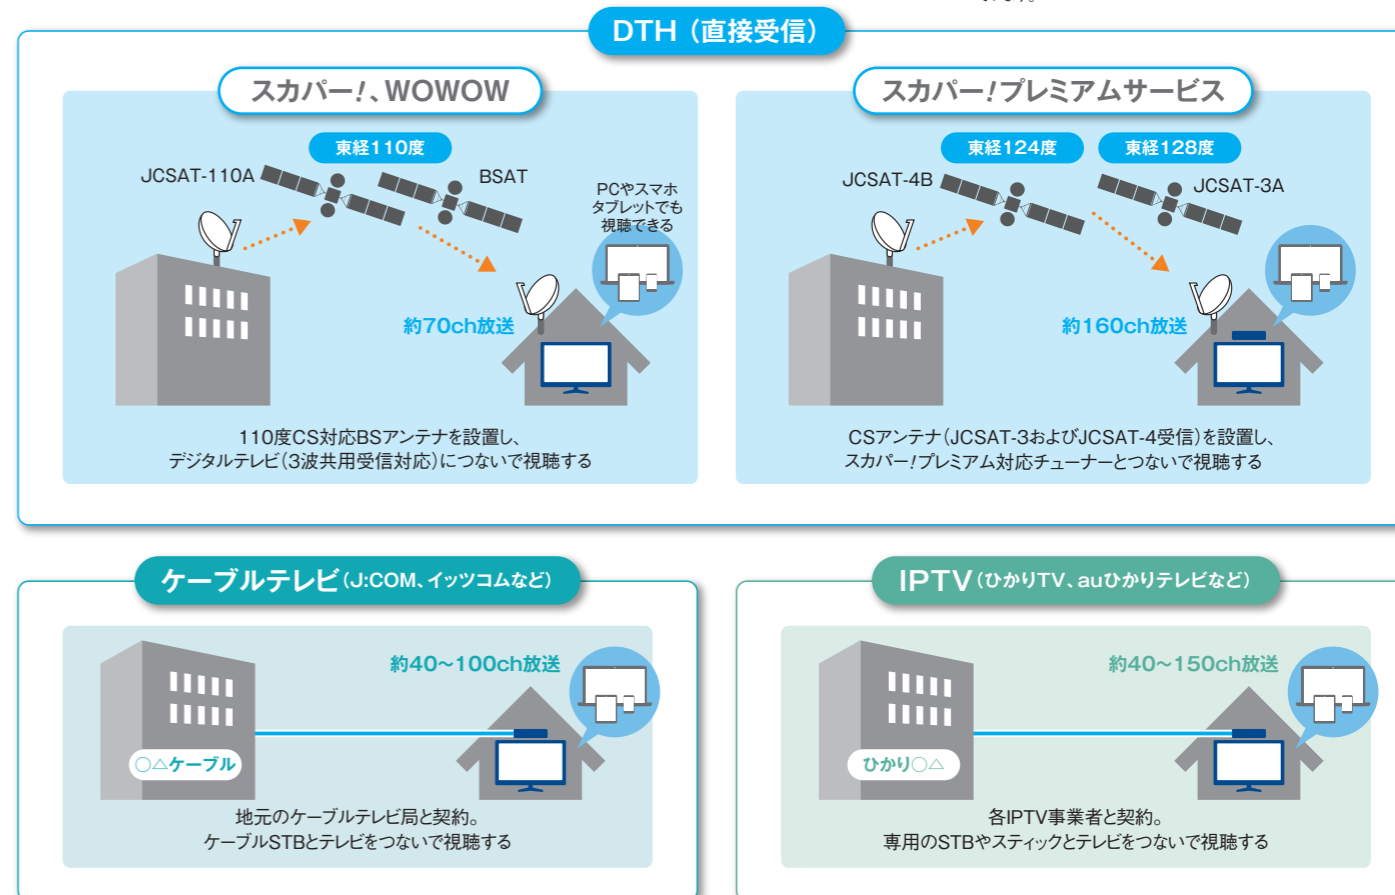 DTH（直接受信）
スカパー!、WOWOW
東経110度
JCSAT-110A
BSAT
PCやスマホ
タブレットでも
視聴できる
約70ch放送
110度CS対応BSアンテナを設置し、
デジタルテレビ（3波共用受信対応）につないで視聴する
スカパー!プレミアムサービス
東経124度
東経128度
JCSAT-4B
JCSAT-3A
約160ch放送
CSアンテナ（JCSAT-3およびJCSAT-4受信）を設置し、
スカパー!プレミアム対応チューナーとつないで視聴する
ケーブルテレビ（J:COM、イッツコムなど）
約40〜100ch放送
○△ケーブル
地元のケーブルテレビ局と契約。
ケーブルSTBとテレビをつないで視聴する
IPTV（ひかりTV、auひかりテレビなど）
約40〜150ch放送
ひかり○△
各IPTV事業者と契約。
専用のSTBやスティックとテレビをつないで視聴する